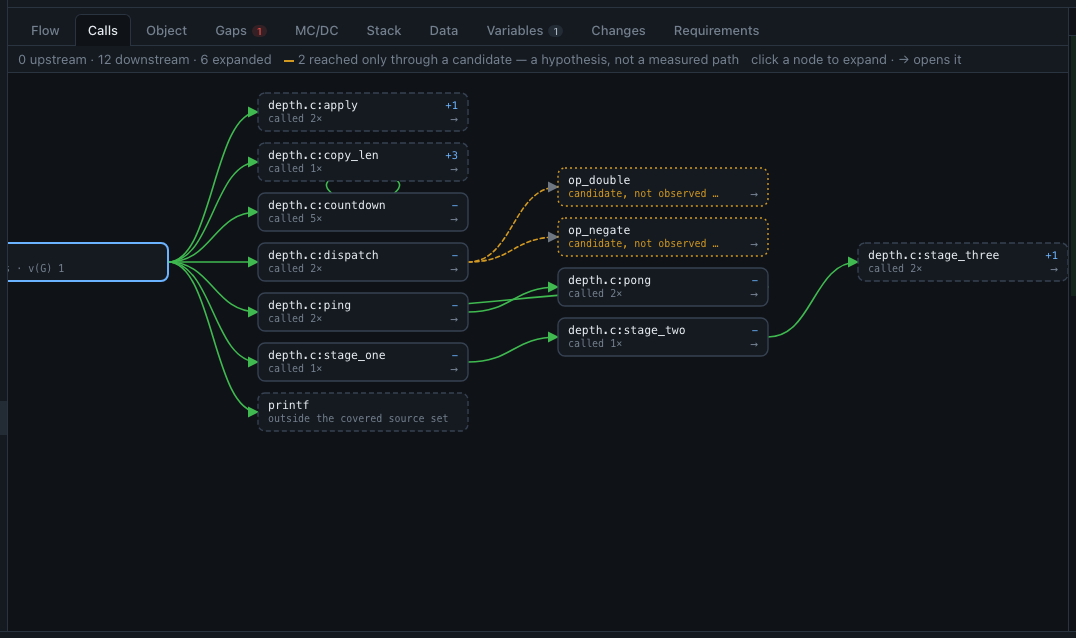 Flow Calls Object Gaps 1 MC/DC Stack Data Variables 1 Changes Requirements
0 upstream · 12 downstream · 6 expanded — 2 reached only through a candidate — a hypothesis, not a measured path click a node to expand · → opens it
depth.c:apply +1
called 2× →
depth.c:copy_len +3
called 1× →
depth.c:countdown –
called 5× →
depth.c:dispatch –
called 2× →
depth.c:ping –
called 2× →
depth.c:stage_one –
called 1× →
printf
outside the covered source set
· v(G) 1
op_double
candidate, not observed … →
op_negate
candidate, not observed … →
depth.c:pong –
called 2× →
depth.c:stage_two –
called 1× →
depth.c:stage_three +1
called 2× →